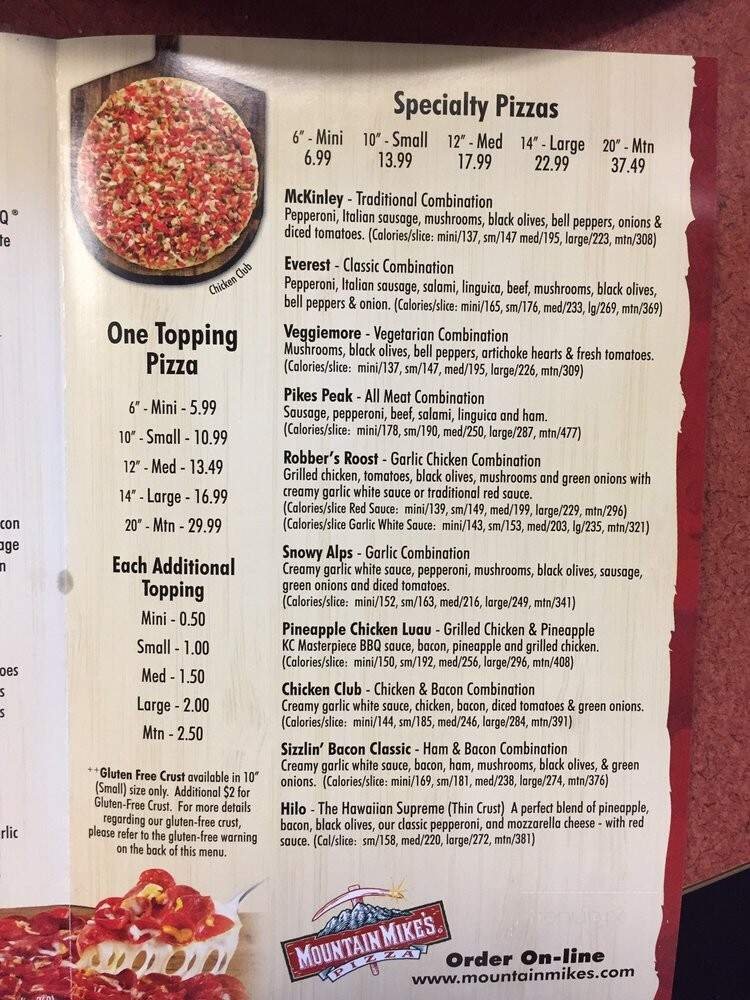 Q®
te
con
age
n
oes
s
s
rlic
Chicken Club
One Topping
Pizza
6" - Mini - 5.99
10" - Small - 10.99
12" - Med - 13.49
14" - Large - 16.99
20" - Mtn - 29.99
Each Additional
Topping
Mini - 0.50
Small - 1.00
Med - 1.50
Large - 2.00
Mtn - 2.50
++Gluten Free Crust available in 10"
(Small) size only. Additional $2 for
Gluten-Free Crust. For more details
regarding our gluten-free crust,
please refer to the gluten-free warning
on the back of this menu.
Specialty Pizzas
6" - Mini 10" - Small 12" - Med 14" - Large 20" - Mtn
6.99 13.99 17.99 22.99 37.49
McKinley - Traditional Combination
Pepperoni, Italian sausage, mushrooms, black olives, bell peppers, onions &
diced tomatoes. (Calories/slice: mini/137, sm/147 med/195, large/223, mtn/308)
Everest - Classic Combination
Pepperoni, Italian sausage, salami, linguica, beef, mushrooms, black olives,
bell peppers & onion. (Calories/slice: mini/165, sm/176, med/233, lg/269, mtn/369)
Veggiemore - Vegetarian Combination
Mushrooms, black olives, bell peppers, artichoke hearts & fresh tomatoes.
(Calories/slice: mini/137, sm/147, med/195, large/226, mtn/309)
Pikes Peak - All Meat Combination
Sausage, pepperoni, beef, salami, linguica and ham.
(Calories/slice: mini/178, sm/190, med/250, large/287, mtn/477)
Robber's Roost - Garlic Chicken Combination
Grilled chicken, tomatoes, black olives, mushrooms and green onions with
creamy garlic white sauce or traditional red sauce.
(Calories/slice Red Sauce: mini/139, sm/149, med/199, large/229, mtn/296)
(Calories/slice Garlic White Sauce: mini/143, sm/153, med/203, lg/235, mtn/321)
Snowy Alps - Garlic Combination
Creamy garlic white sauce, pepperoni, mushrooms, black olives, sausage,
green onions and diced tomatoes.
(Calories/slice: mini/152, sm/163, med/216, large/249, mtn/341)
Pineapple Chicken Luau - Grilled Chicken & Pineapple
KC Masterpiece BBQ sauce, bacon, pineapple and grilled chicken.
(Calories/slice: mini/150, sm/192, med/256, large/296, mtn/408)
Chicken Club - Chicken & Bacon Combination
Creamy garlic white sauce, chicken, bacon, diced tomatoes & green onions.
(Calories/slice: mini/144, sm/185, med/246, large/284, mtn/391)
Sizzlin' Bacon Classic - Ham & Bacon Combination
Creamy garlic white sauce, bacon, ham, mushrooms, black olives, & green
onions. (Calories/slice: mini/169, sm/181, med/238, large/274, mtn/376)
Hilo - The Hawaiian Supreme (Thin Crust) A perfect blend of pineapple,
bacon, black olives, our classic pepperoni, and mozzarella cheese - with red
sauce. (Cal/slice: sm/158, med/220, large/272, mtn/381)
MOUNTAIN MIKE'S
PIZZA
Order On-line
www.mountainmikes.com